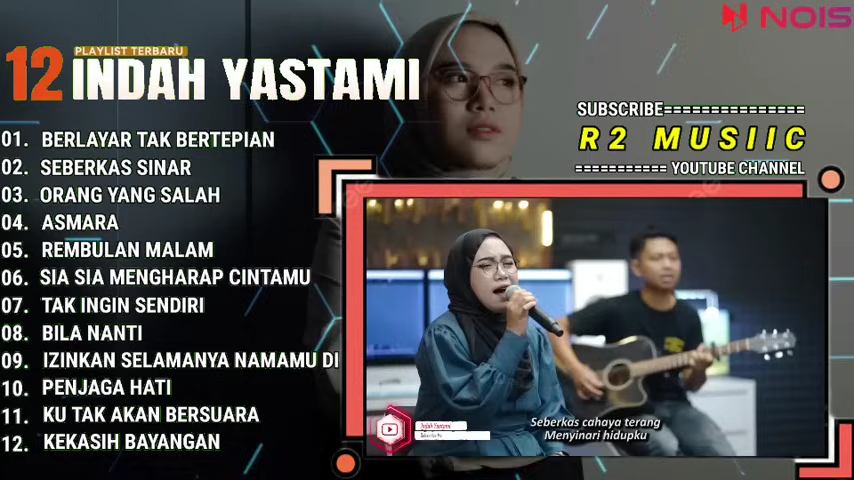 NOIS
PLAYLIST TERBARU
12 INDAH YASTAMI
SUBSCRIBE===============
R2 MUSIIC
=========== YOUTUBE CHANNEL
01. BERLAYAR TAK BERTEPIAN
02. SEBERKAS SINAR
03. ORANG YANG SALAH
04. ASMARA
05. REMBULAN MALAM
06. SIA SIA MENGHARAP CINTAMU
07. TAK INGIN SENDIRI
08. BILA NANTI
09. IZINKAN SELAMANYA NAMAMU DI
10. PENJAGA HATI
11. KU TAK AKAN BERSUARA
12. KEKASIH BAYANGAN
Indah Yastami
Seberkas cahaya terang
Menyinari hidupku